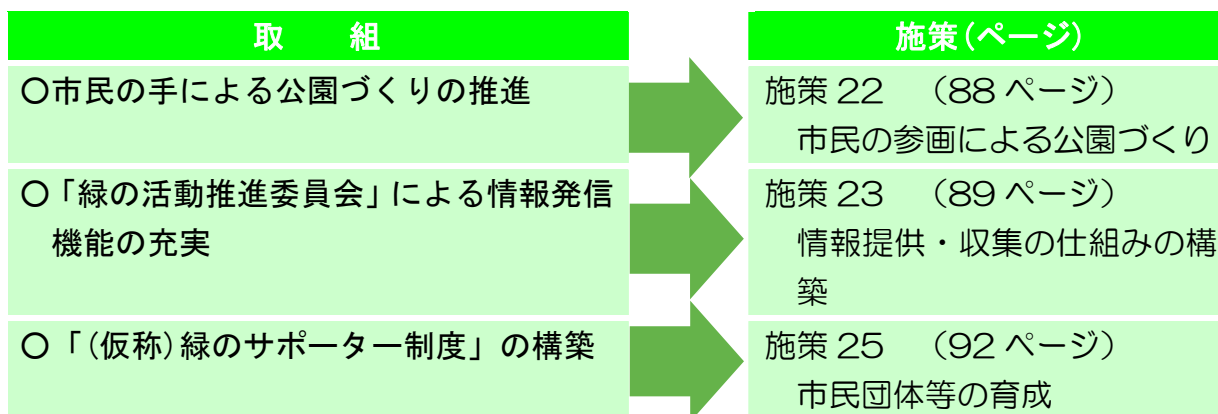 取　組
施策(ページ)
〇市民の手による公園づくりの推進
施策 22　（88 ページ）
市民の参画による公園づくり
〇「緑の活動推進委員会」による情報発信
機能の充実
施策 23　（89 ページ）
情報提供・収集の仕組みの構
築
〇「(仮称)緑のサポーター制度」の構築
施策 25　（92 ページ）
市民団体等の育成